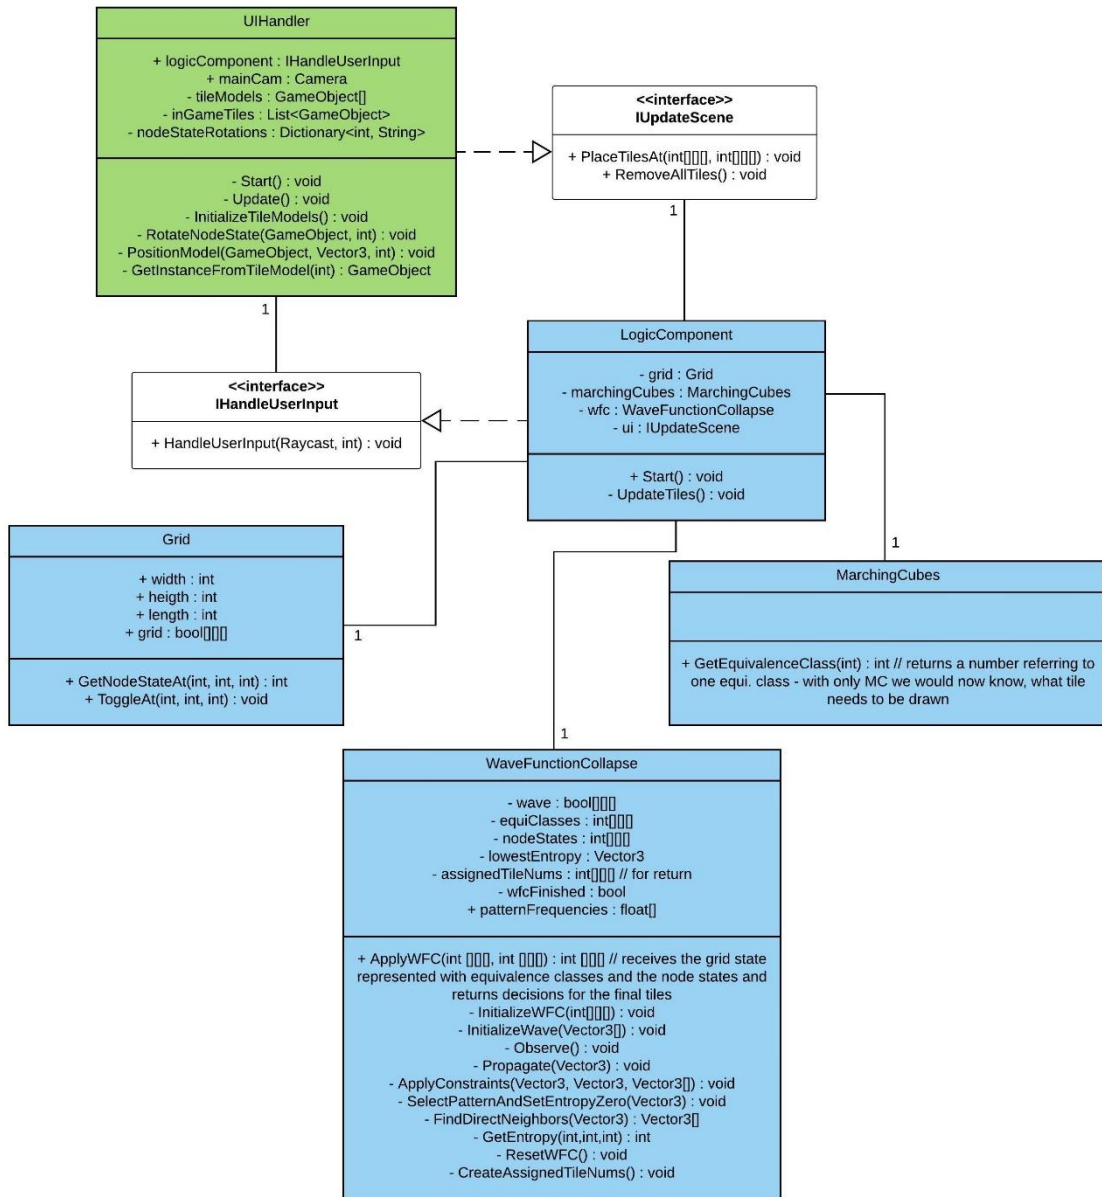 UIHandler
+ logicComponent : IHandleUserInput
+ mainCam : Camera
- tileModels : GameObject[]
- inGameTiles : List<GameObject>
- nodeStateRotations : Dictionary<int, String>
- Start() : void
- Update() : void
- InitializeTileModels() : void
- RotateNodeState(GameObject, int) : void
- PositionModel(GameObject, Vector3, int) : void
- GetInstanceFromTileModel(int) : GameObject
1
<<interface>>
IUpdateScene
+ PlaceTilesAt(int[][][], int[][][]) : void
+ RemoveAllTiles() : void
1
<<interface>>
IHandleUserInput
+ HandleUserInput(Raycast, int) : void
LogicComponent
- grid : Grid
- marchingCubes : MarchingCubes
- wfc : WaveFunctionCollapse
- ui : IUpdateScene
+ Start() : void
- UpdateTiles() : void
Grid
+ width : int
+ heigth : int
+ length : int
+ grid : bool[][][]
+ GetNodeStateAt(int, int, int) : int
+ ToggleAt(int, int, int) : void
1
1
MarchingCubes
+ GetEquivalenceClass(int) : int // returns a number referring to
one equi. class - with only MC we would now know, what tile
needs to be drawn
1
WaveFunctionCollapse
- wave : bool[][][]
- equiClasses : int[][][]
- nodeStates : int[][][]
- lowestEntropy : Vector3
- assignedTileNums : int[][][] // for return
- wfcFinished : bool
+ patternFrequencies : float[]
+ ApplyWFC(int [][][], int [][][]) : int [][][] // receives the grid state
represented with equivalence classes and the node states and
returns decisions for the final tiles
- InitializeWFC(int[][][]) : void
- InitializeWave(Vector3[]) : void
- Observe() : void
- Propagate(Vector3) : void
- ApplyConstraints(Vector3, Vector3, Vector3[]) : void
- SelectPatternAndSetEntropyZero(Vector3) : void
- FindDirectNeighbors(Vector3) : Vector3[]
- GetEntropy(int,int,int) : int
- ResetWFC() : void
- CreateAssignedTileNums() : void